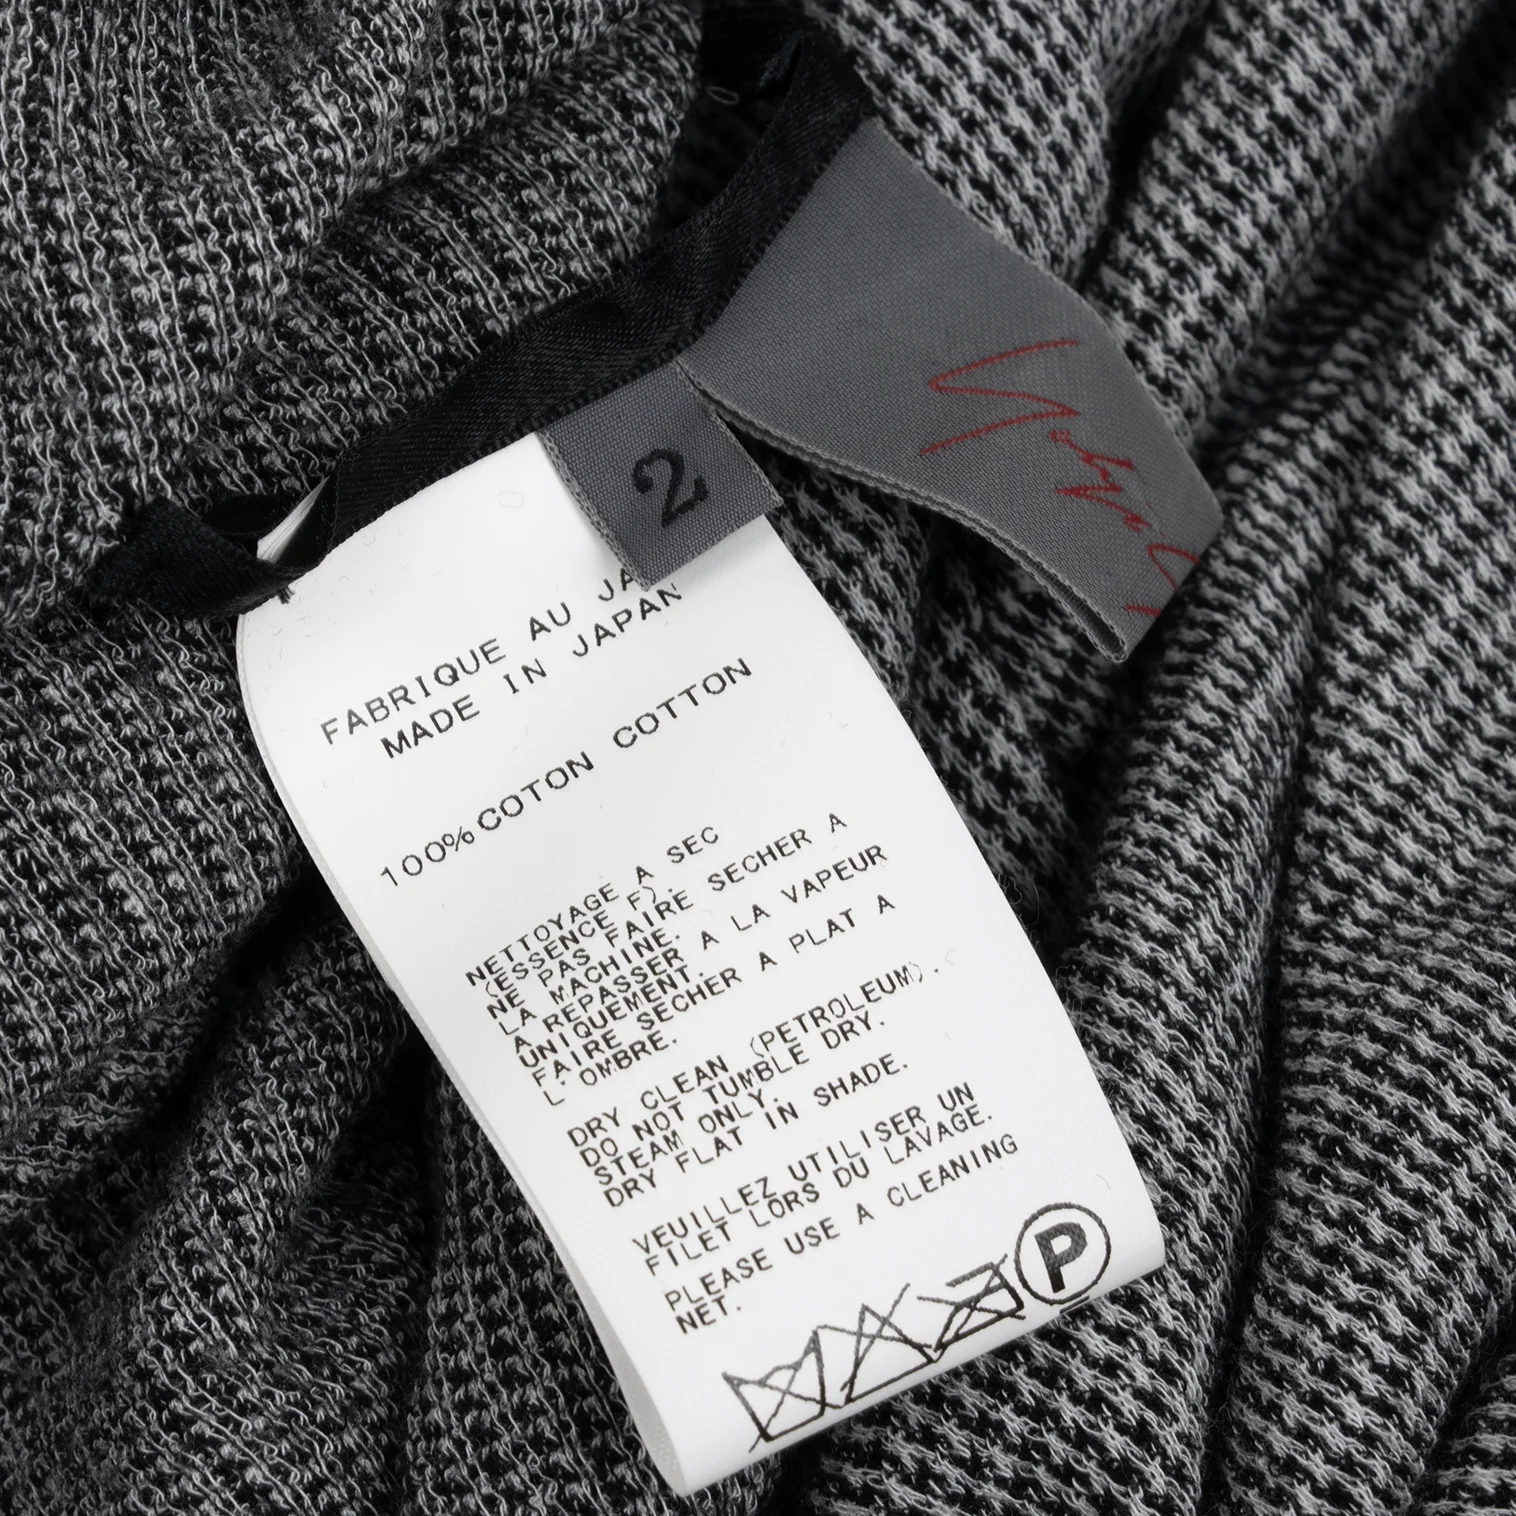 2
FABRIQUE AU JA
MADE IN JAPAN
100%COTON COTTON
NETTOYAGE A SEC
(ESSENCE F).
NE PAS FAIRE SECHER A
LA MACHINE.
A REPASSER A LA VAPEUR
UNIQUEMENT.
FAIRE SECHER A PLAT A
L'OMBRE.
DRY CLEAN (PETROLEUM).
DO NOT TUMBLE DRY.
STEAM ONLY.
DRY FLAT IN SHADE.
VEUILLEZ UTILISER UN
FILET LORS DU LAVAGE.
PLEASE USE A CLEANING
NET.
P